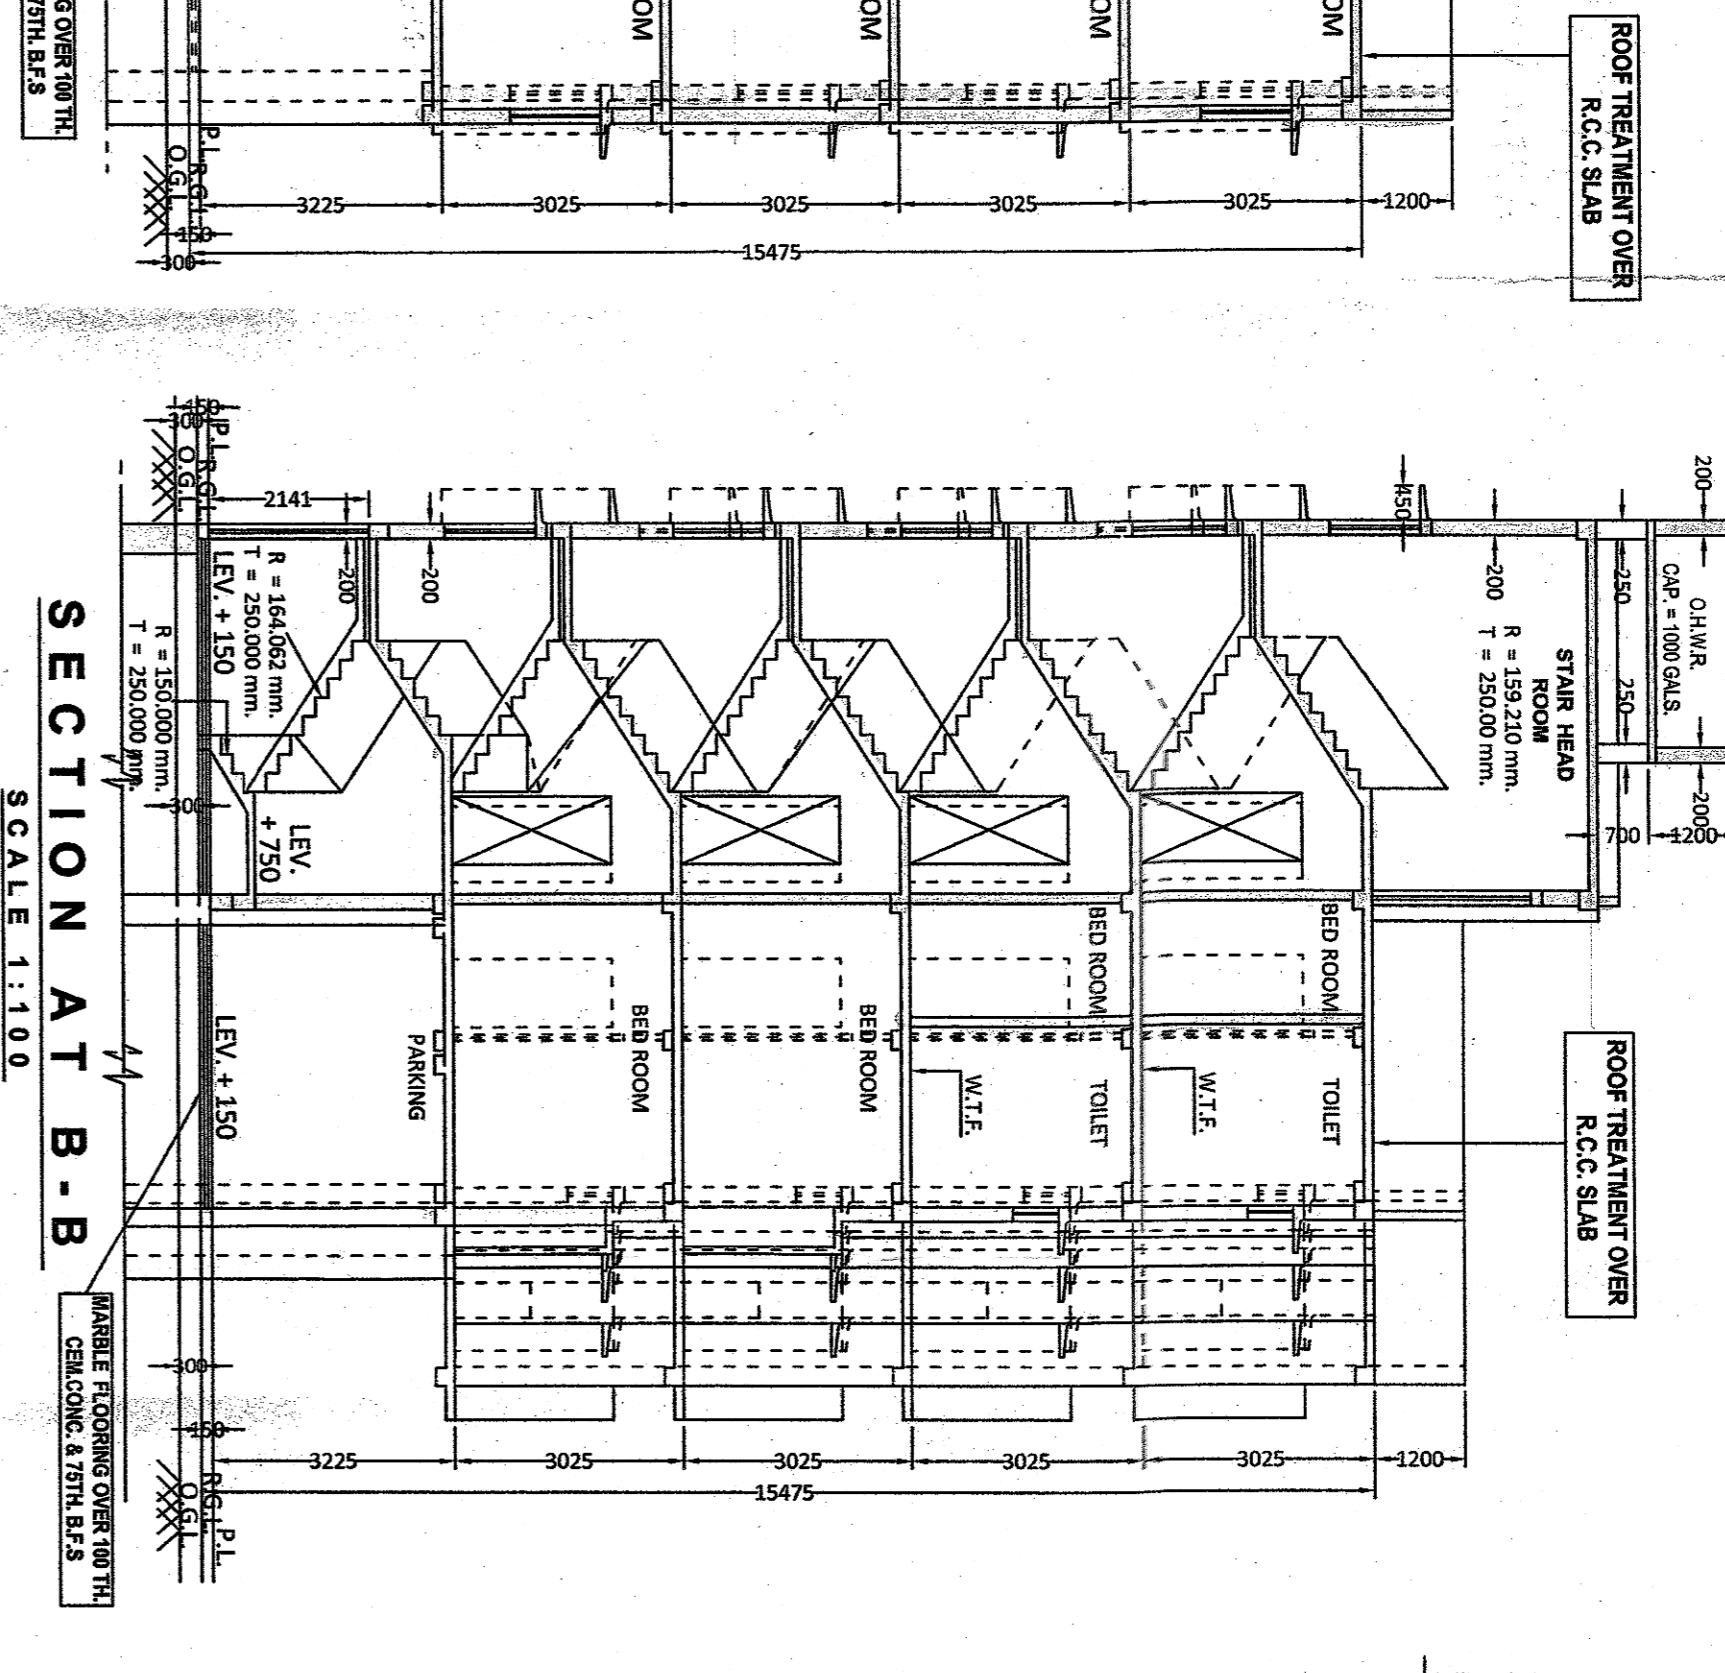 G OVER 100 TH.
75TH. B.F.S
OOM
OOM
OOM
OOM
ROOF TREATMENT OVER
R.C.C. SLAB
P.L.
R.G.L.
O.G.L.
150
300
3225
3025
3025
3025
3025
1200
15475
150
300
P.L.
R.G.L.
O.G.L.
2141
450
200
200
200
200
250
250
2000
700
1200
O.H.W.R.
CAP. = 1000 GALS.
STAIR HEAD
ROOM
R = 159.210 mm.
T = 250.00 mm.
R = 164.062 mm.
T = 250.000 mm.
LEV. + 150
R = 150.000 mm.
T = 250.000 mm.
300
LEV.
+ 750
BED ROOM
BED ROOM
BED ROOM
BED ROOM
TOILET
TOILET
W.T.F.
W.T.F.
PARKING
LEV. + 150
ROOF TREATMENT OVER
R.C.C. SLAB
MARBLE FLOORING OVER 100 TH.
CEM.CONC. & 75TH. B.F.S
300
150
3225
3025
3025
3025
3025
1200
15475
P.L.
R.G.L.
O.G.L.
SECTION AT B-B
SCALE 1:100